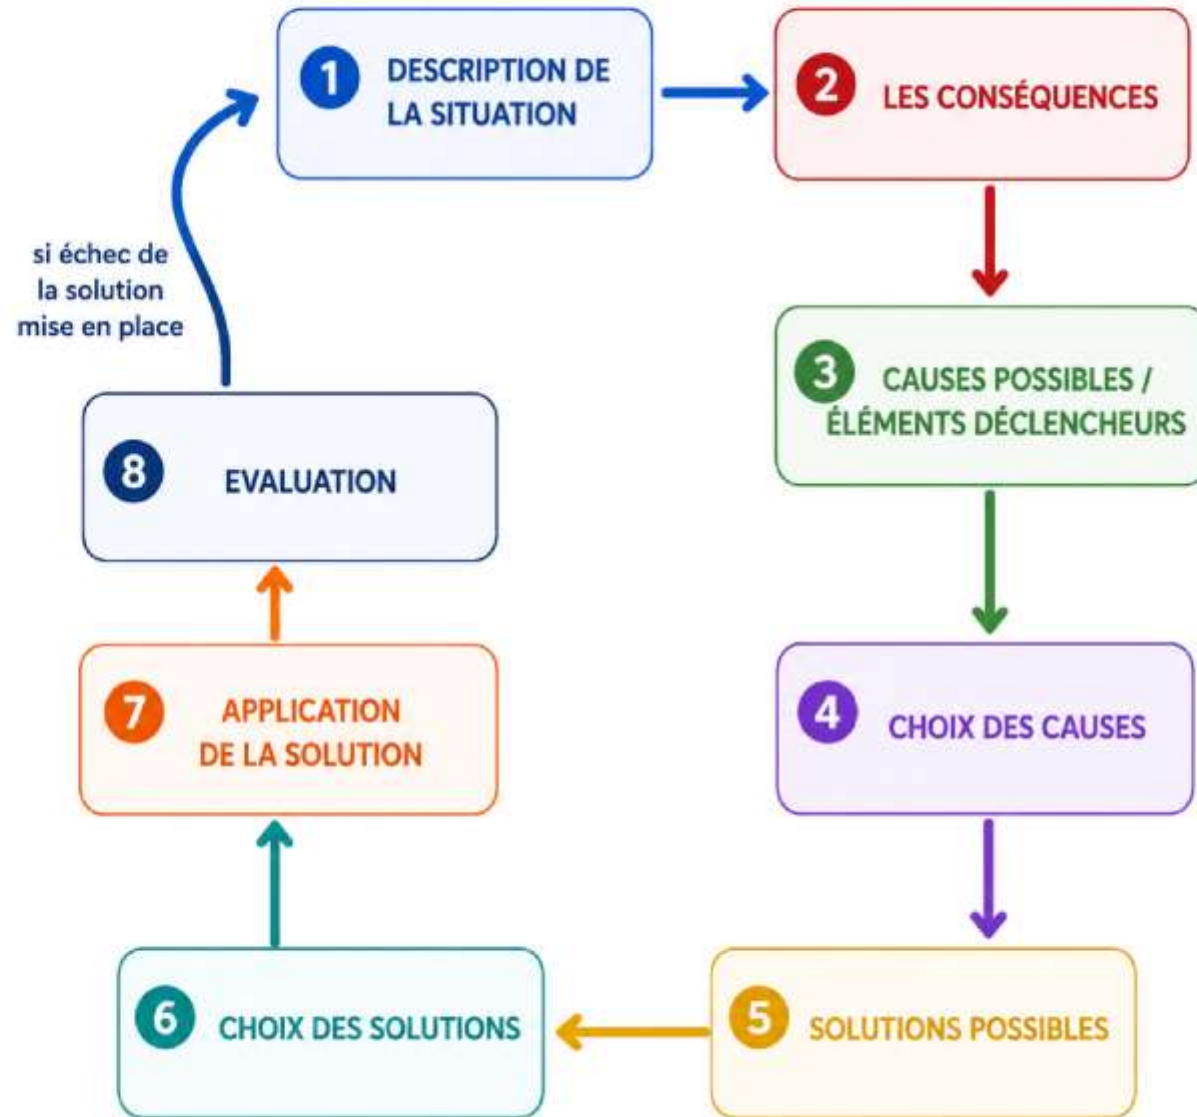 1 DESCRIPTION DE
LA SITUATION
2 LES CONSÉQUENCES
3 CAUSES POSSIBLES /
ÉLÉMENTS DÉCLENCHEURS
4 CHOIX DES CAUSES
5 SOLUTIONS POSSIBLES
6 CHOIX DES SOLUTIONS
7 APPLICATION
DE LA SOLUTION
8 EVALUATION
si échec de
la solution
mise en place